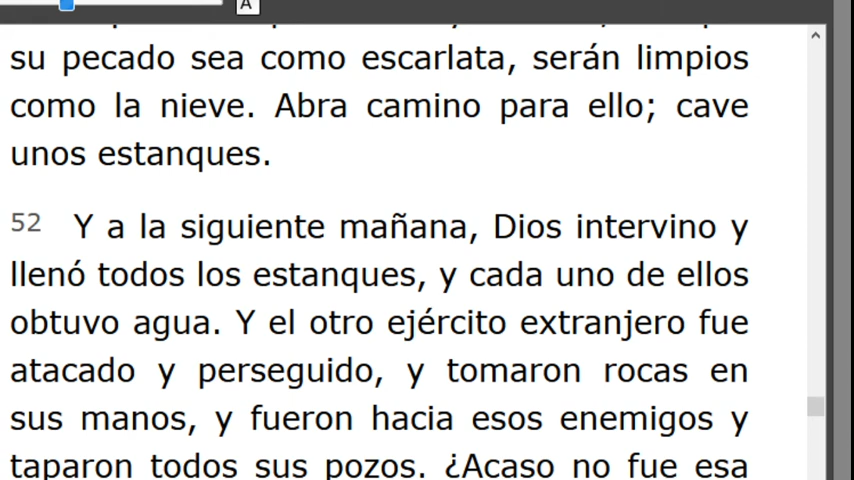 A
su pecado sea como escarlata, serán limpios
como la nieve. Abra camino para ello; cave
unos estanques.
52 Y a la siguiente mañana, Dios intervino y
llenó todos los estanques, y cada uno de ellos
obtuvo agua. Y el otro ejército extranjero fue
atacado y perseguido, y tomaron rocas en
sus manos, y fueron hacia esos enemigos y
taparon todos sus pozos. ¿Acaso no fue esa